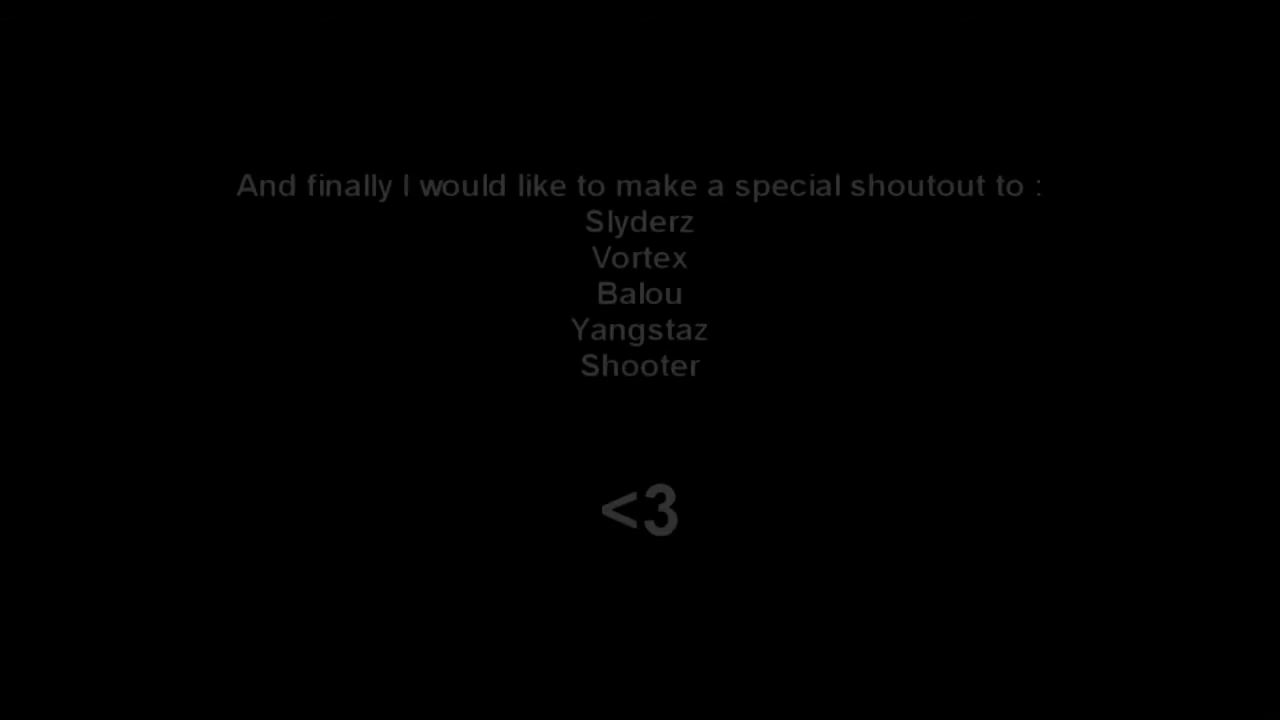 And finally I would like to make a special shoutout to :
Slyderz
Vortex
Balou
Yangstaz
Shooter
<3